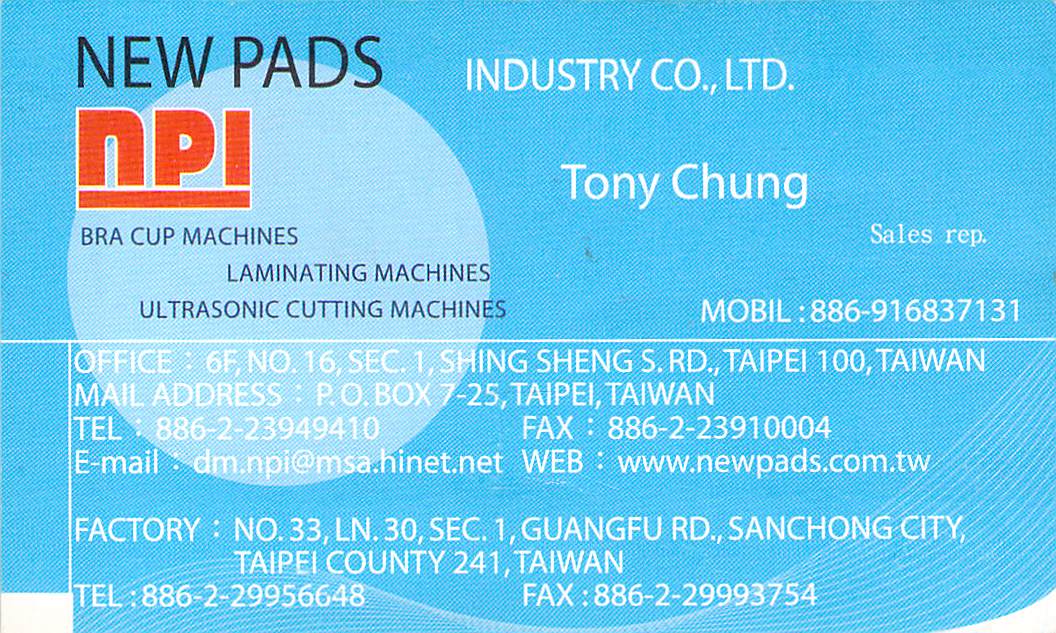 NEW PADS INDUSTRY CO., LTD.
npi
Tony Chung
Sales rep.
BRA CUP MACHINES
LAMINATING MACHINES
ULTRASONIC CUTTING MACHINES
MOBIL : 886-916837131
OFFICE : 6F, NO. 16, SEC. 1, SHING SHENG S. RD., TAIPEI 100, TAIWAN
MAIL ADDRESS : P. O. BOX 7-25, TAIPEI, TAIWAN
TEL : 886-2-23949410 FAX : 886-2-23910004
E-mail : dm.npi@msa.hinet.net WEB : www.newpads.com.tw
FACTORY : NO. 33, LN. 30, SEC. 1, GUANGFU RD., SANCHONG CITY,
TAIPEI COUNTY 241, TAIWAN
TEL : 886-2-29956648 FAX : 886-2-29993754